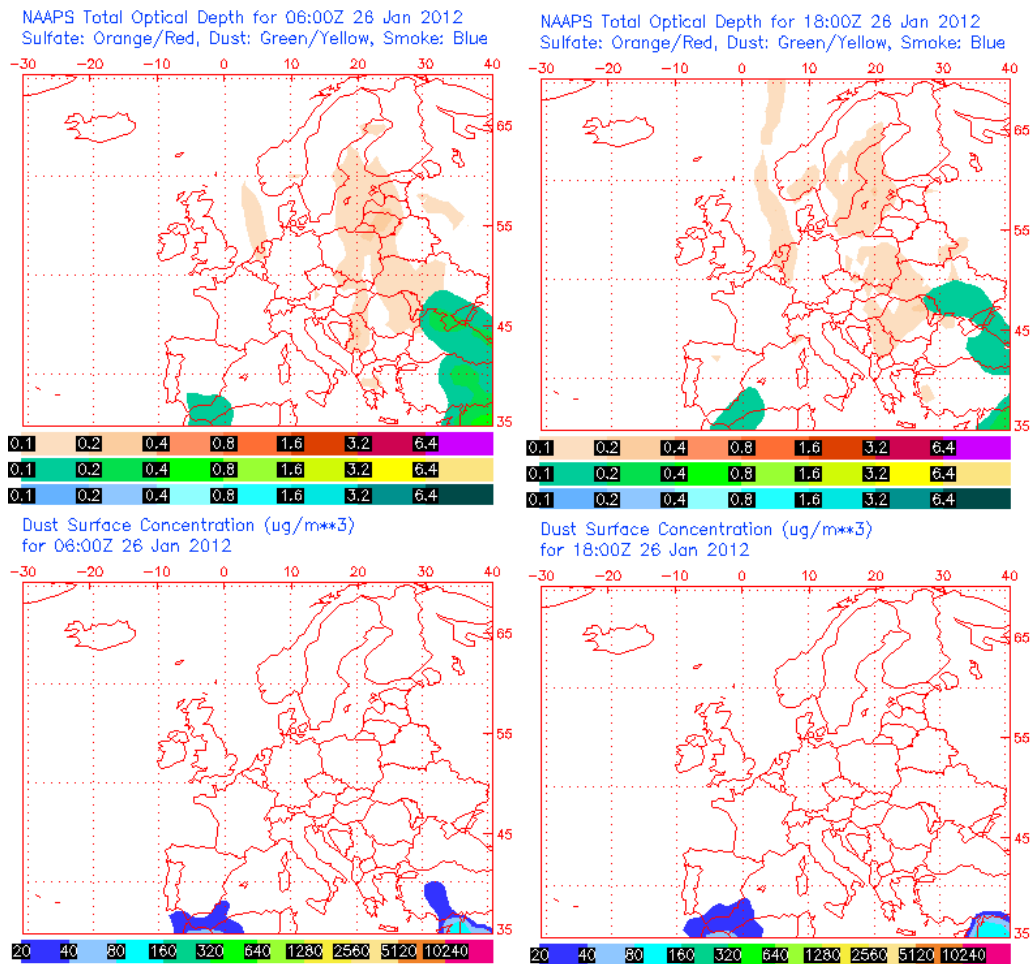 NAAPS Total Optical Depth for 06:00Z 26 Jan 2012
Sulfate: Orange/Red, Dust: Green/Yellow, Smoke: Blue
-30 -20 -10 0 10 20 30 40
65
55
45
35
0.1 0.2 0.4 0.8 1.6 3.2 6.4
0.1 0.2 0.4 0.8 1.6 3.2 6.4
0.1 0.2 0.4 0.8 1.6 3.2 6.4
NAAPS Total Optical Depth for 18:00Z 26 Jan 2012
Sulfate: Orange/Red, Dust: Green/Yellow, Smoke: Blue
-30 -20 -10 0 10 20 30 40
65
55
45
35
0.1 0.2 0.4 0.8 1.6 3.2 6.4
0.1 0.2 0.4 0.8 1.6 3.2 6.4
0.1 0.2 0.4 0.8 1.6 3.2 6.4
Dust Surface Concentration (ug/m**3)
for 06:00Z 26 Jan 2012
-30 -20 -10 0 10 20 30 40
65
55
45
35
20 40 80 160 320 640 1280 2560 5120 10240
Dust Surface Concentration (ug/m**3)
for 18:00Z 26 Jan 2012
-30 -20 -10 0 10 20 30 40
65
55
45
35
20 40 80 160 320 640 1280 2560 5120 10240